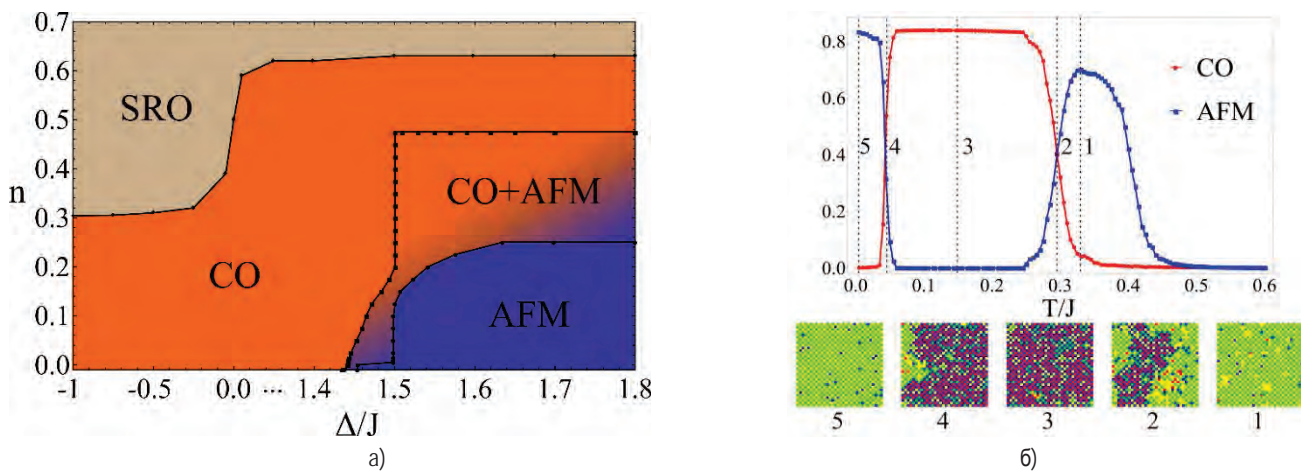 0.7
0.6
0.5
n 0.4
0.3
0.2
0.1
0.0
SRO
CO
CO+AFM
AFM
-1 -0.5 0.0 ... 1.4 1.5 1.6 1.7 1.8
Δ/J
а)
0.8
0.6
0.4
0.2
0.0
CO
AFM
5 4 3 2 1
0.0 0.1 0.2 0.3 0.4 0.5 0.6
T/J
5 4 3 2 1
б)